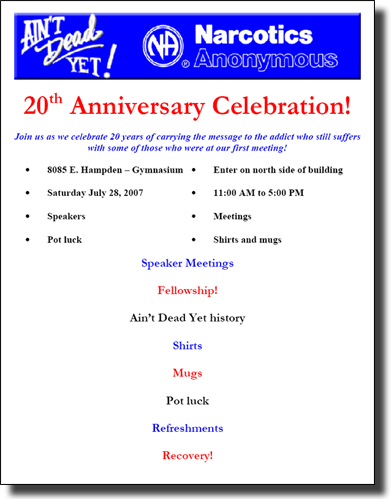 AIN'T
Dead
YET!
NA
®
Narcotics
Anonymous
20th Anniversary Celebration!
Join us as we celebrate 20 years of carrying the message to the addict who still suffers
with some of those who were at our first meeting!
• 8085 E. Hampden – Gymnasium • Enter on north side of building
• Saturday July 28, 2007 • 11:00 AM to 5:00 PM
• Speakers • Meetings
• Pot luck • Shirts and mugs
Speaker Meetings
Fellowship!
Ain't Dead Yet history
Shirts
Mugs
Pot luck
Refreshments
Recovery!